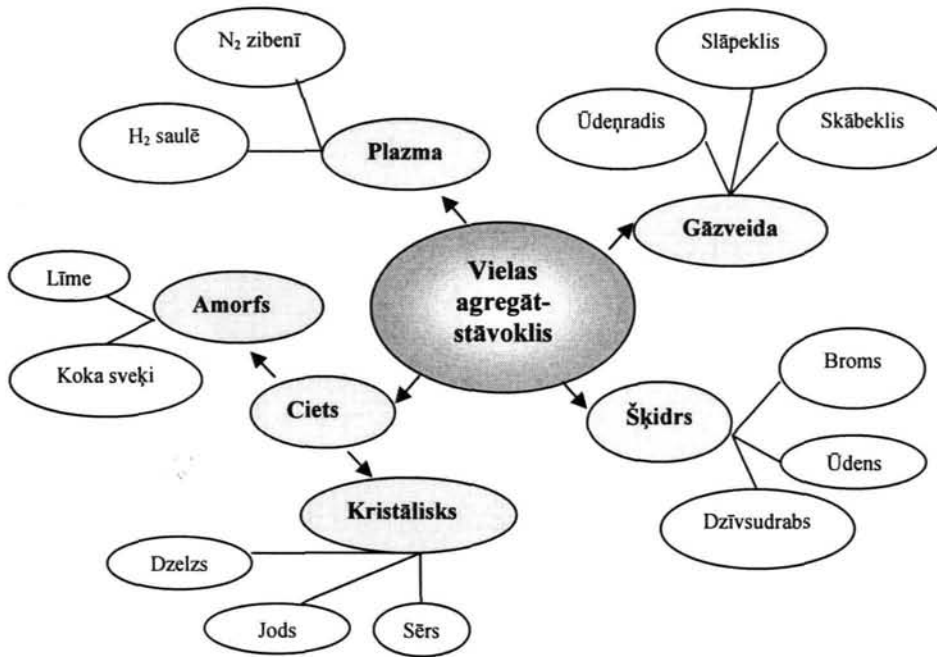 N₂ zibenī
Slāpeklis
Ūdeņradis
Skābeklis
H₂ saulē
Plazma
Gāzveida
Vielas
agregāt-
stāvoklis
Līme
Amorfs
Koka sveķi
Ciets
Šķidrs
Broms
Ūdens
Kristālisks
Dzīvsudrabs
Dzelzs
Jods
Sērs